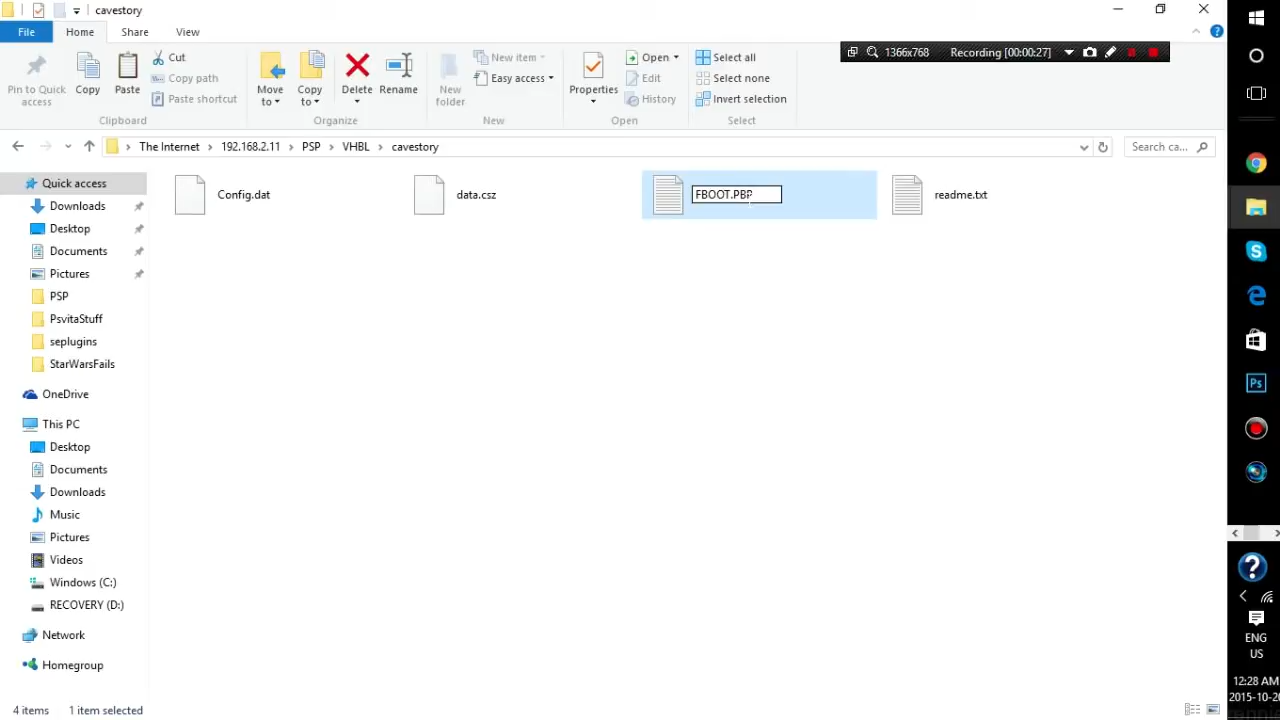 cavestory
File Home Share View
1366x768 Recording [00:00:27]
Pin to Quick access
Copy
Paste
Cut
Copy path
Paste shortcut
Clipboard
Move to
Copy to
Delete
Rename
Organize
New folder
New item
Easy access
New
Properties
Open
Edit
History
Open
Select all
Select none
Invert selection
Select
The Internet > 192.168.2.11 > PSP > VHBL > cavestory
Search ca...
Quick access
Downloads
Desktop
Documents
Pictures
PSP
PsvitaStuff
seplugins
StarWarsFails
OneDrive
This PC
Desktop
Documents
Downloads
Music
Pictures
Videos
Windows (C:)
RECOVERY (D:)
Network
Homegroup
Config.dat
data.csz
FBOOT.PBP
readme.txt
4 items 1 item selected
Ps
ENG
US
12:28 AM